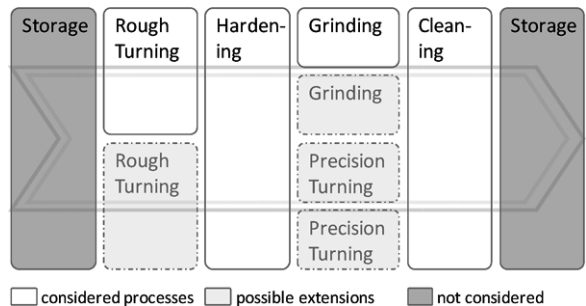 Storage
Rough
Turning
Harden-
ing
Grinding
Clean-
ing
Storage
Grinding
Rough
Turning
Precision
Turning
Precision
Turning
considered processes
possible extensions
not considered